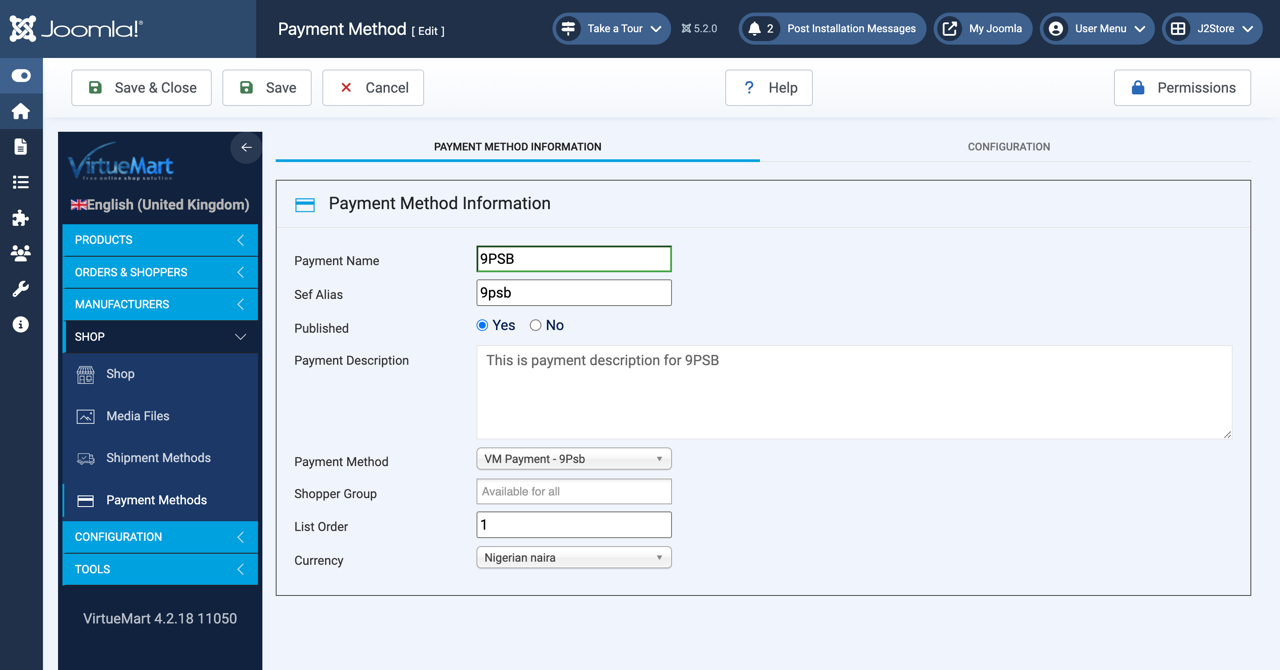 Joomla!®
Payment Method [ Edit ]
Take a Tour
5.2.0
2 Post Installation Messages
My Joomla
User Menu
J2Store
Save & Close
Save
Cancel
? Help
Permissions
VirtueMart
free online shop solution
English (United Kingdom)
PRODUCTS
ORDERS & SHOPPERS
MANUFACTURERS
SHOP
Shop
Media Files
Shipment Methods
Payment Methods
CONFIGURATION
TOOLS
VirtueMart 4.2.18 11050
PAYMENT METHOD INFORMATION
CONFIGURATION
Payment Method Information
Payment Name 9PSB
Sef Alias 9psb
Published Yes No
Payment Description This is payment description for 9PSB
Payment Method VM Payment - 9Psb
Shopper Group Available for all
List Order 1
Currency Nigerian naira